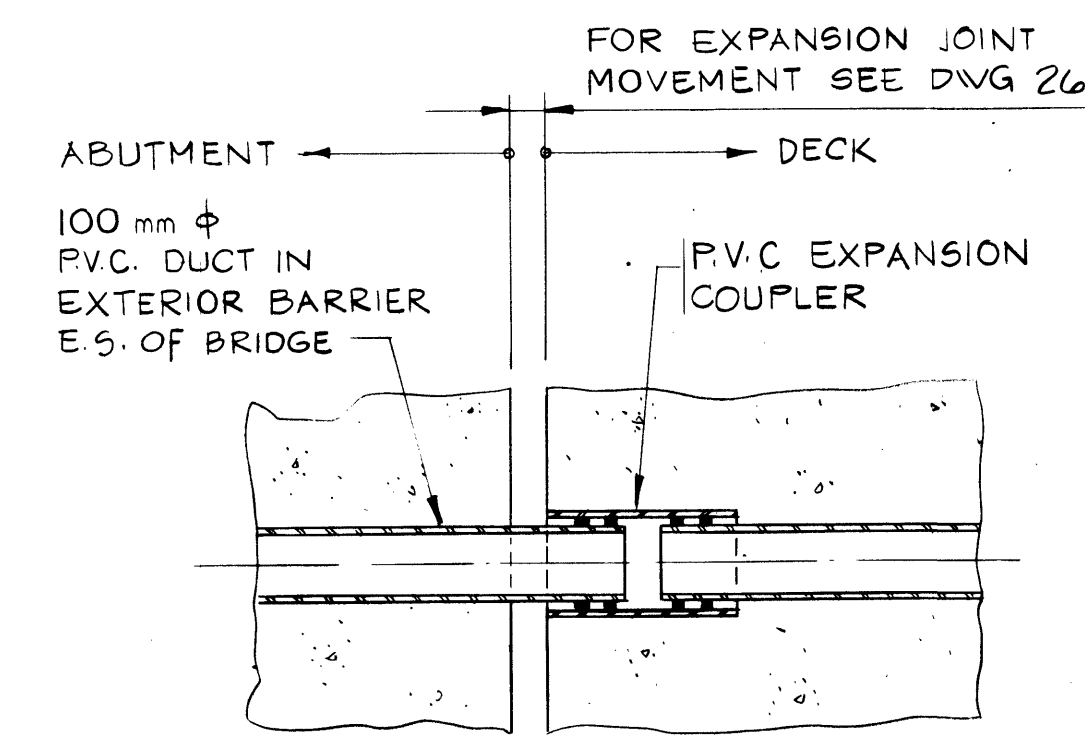 FOR EXPANSION JOINT
MOVEMENT SEE DWG 26
ABUTMENT
DECK
100 mm ϕ
P.V.C. DUCT IN
EXTERIOR BARRIER
E.S. OF BRIDGE
P.V.C EXPANSION
COUPLER